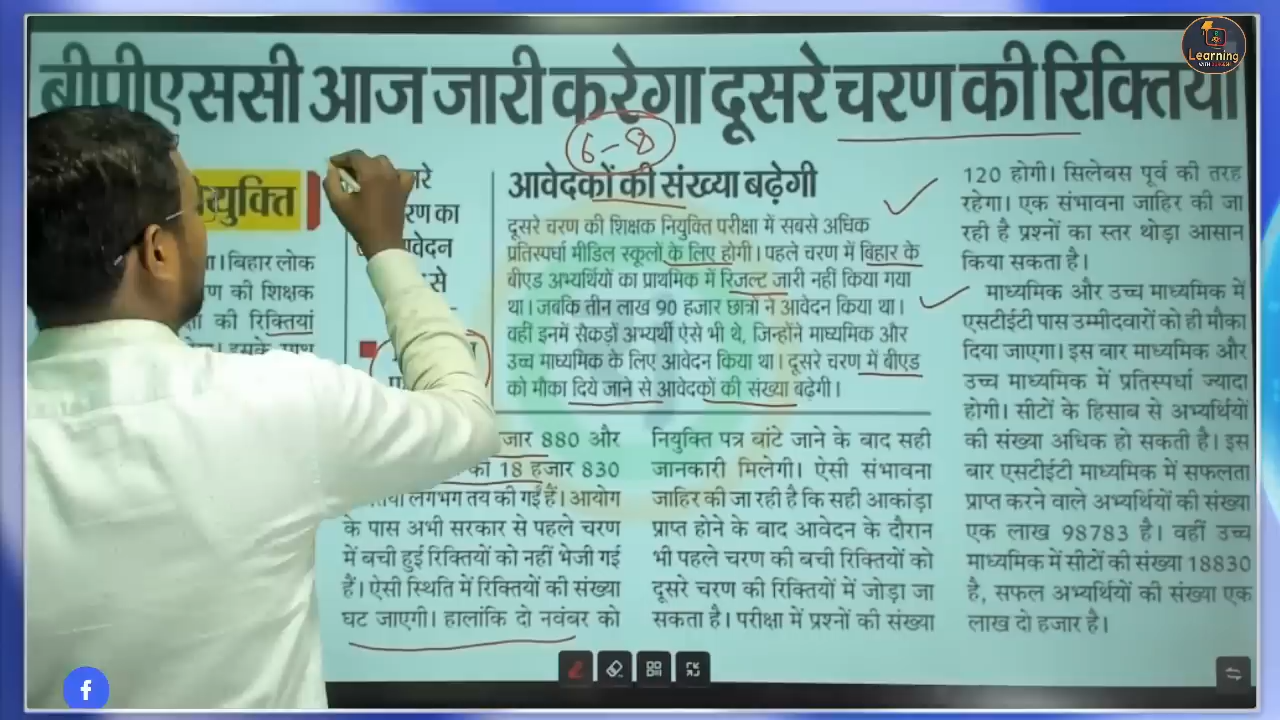 Learning
बीपीएससी आज जारी करेगा दूसरे चरण की रिक्तियां
6-8
आवेदकों की संख्या बढ़ेगी
दूसरे चरण की शिक्षक नियुक्ति परीक्षा में सबसे अधिक
प्रतिस्पर्धा मीडिल स्कूलों के लिए होगी। पहले चरण में बिहार के
बीएड अभ्यर्थियों का प्राथमिक में रिजल्ट जारी नहीं किया गया
था। जबकि तीन लाख 90 हजार छात्रों ने आवेदन किया था।
वहीं इनमें सैकड़ों अभ्यर्थी ऐसे भी थे, जिन्होंने माध्यमिक और
उच्च माध्यमिक के लिए आवेदन किया था। दूसरे चरण में बीएड
को मौका दिये जाने से आवेदकों की संख्या बढ़ेगी।
। बिहार लोक
की शिक्षक
की रिक्तियां
रण का
वेदन
से
880 और
को 18 हजार 830
लगभग तय की गईं हैं। आयोग
के पास अभी सरकार से पहले चरण
में बची हुई रिक्तियों को नहीं भेजी गई
हैं। ऐसी स्थिति में रिक्तियों की संख्या
घट जाएगी। हालांकि दो नवंबर को
नियुक्ति पत्र बांटे जाने के बाद सही
जानकारी मिलेगी। ऐसी संभावना
जाहिर की जा रही है कि सही आकांड़ा
प्राप्त होने के बाद आवेदन के दौरान
भी पहले चरण की बची रिक्तियों को
दूसरे चरण की रिक्तियों में जोड़ा जा
सकता है। परीक्षा में प्रश्नों की संख्या
120 होगी। सिलेबस पूर्व की तरह
रहेगा। एक संभावना जाहिर की जा
रही है प्रश्नों का स्तर थोड़ा आसान
किया सकता है।
माध्यमिक और उच्च माध्यमिक में
एसटीईटी पास उम्मीदवारों को ही मौका
दिया जाएगा। इस बार माध्यमिक और
उच्च माध्यमिक में प्रतिस्पर्धा ज्यादा
होगी। सीटों के हिसाब से अभ्यर्थियों
की संख्या अधिक हो सकती है। इस
बार एसटीईटी माध्यमिक में सफलता
प्राप्त करने वाले अभ्यर्थियों की संख्या
एक लाख 98783 है। वहीं उच्च
माध्यमिक में सीटों की संख्या 18830
है, सफल अभ्यर्थियों की संख्या एक
लाख दो हजार है।